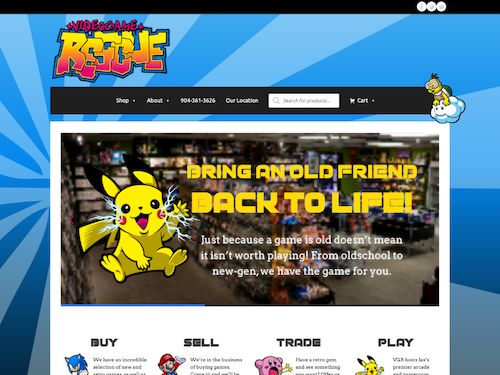 VIDEOGAME
RESCUE
Shop About 904-361-3626 Our Location Search for products... Cart
BRING AN OLD FRIEND
BACK TO LIFE!
Just because a game is old doesn't mean
it isn't worth playing! From oldschool to
new-gen, we have the game for you.
BUY SELL TRADE PLAY
We have an incredible
selection of new and
retro games, as well as
We're in the business
of buying games.
Come in and we'll be
Have a retro gem
and see something
you want? Offer us
VGR hosts Jax's
premier arcade
and gameroom